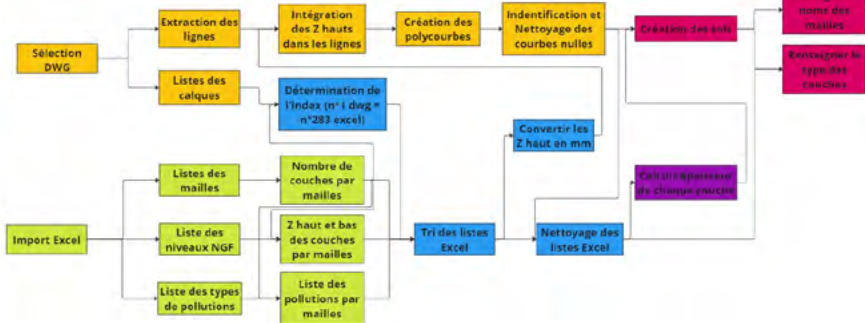 Extraction des
lignes
Intégration
des Z hauts
dans les lignes
Création des
polycourbes
Indentification et
Nettoyage des
courbes nulles
Création des sols
noms des
mailles
Sélection
DWG
Listes des
calques
Détermination de
l'index (n° i dwg =
n°283 excel)
Renseigner le
type des
couches
Convertir les
Z haut en mm
Listes des
mailles
Nombre de
couches par
mailles
de chaque couche
Import Excel
Liste des
niveaux NGF
Z haut et bas
des couches
par mailles
Tri des listes
Excel
Nettoyage des
listes Excel
Liste des types
de pollutions
Liste des
pollutions par
mailles